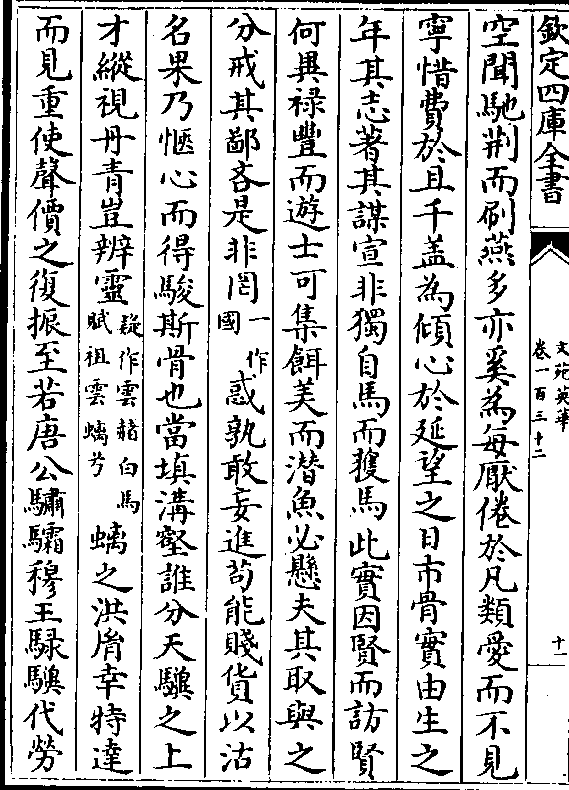 欽定四庫全書
文苑英華
卷一百三十二
十一
空聞馳荆而刷燕多亦奚為每厭倦於凡類愛而不見
寧惜費於且千盖為傾心於延望之日市骨實由生之
年其志著其謀宣非獨自馬而獲馬此實因賢而訪賢
何異禄豐而遊士可集餌美而潜魚必懸夫其取與之
分戒其鄙吝是非罔一作國惑孰敢妄進苟能賤貨以沽
名果乃愜心而得駿斯骨也當填溝壑誰分天驥之上
才縱視丹青豈辨靈疑作雲赭白馬賦祖雲螭兮螭之洪胤幸特達
而見重使聲價之復振至若唐公驌驦穆王騄驥代勞